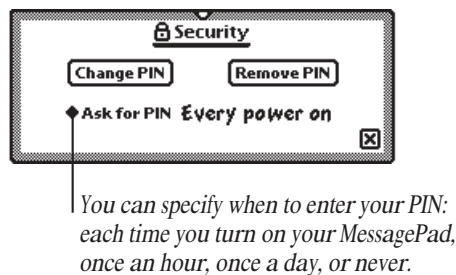 Security
Change PIN Remove PIN
Ask for PIN Every power on
You can specify when to enter your PIN:
each time you turn on your MessagePad,
once an hour, once a day, or never.